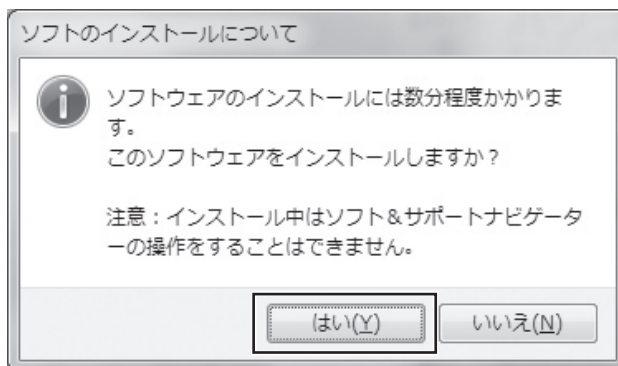 ソフトのインストールについて
ソフトウェアのインストールには数分程度かかりま
す。
このソフトウェアをインストールしますか？
注意：インストール中はソフト＆サポートナビゲータ
ーの操作をすることはできません。
はい(Y)
いいえ(N)